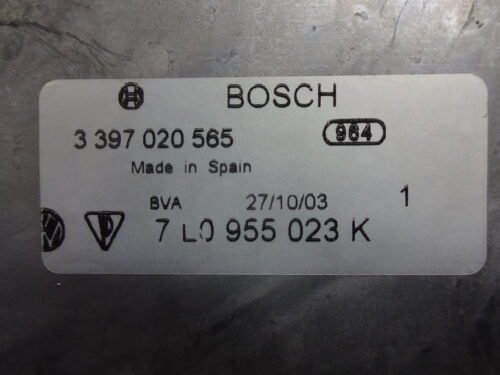 BOSCH
3 397 020 565 964
Made in Spain
BVA 27/10/03 1
7 L0 955 023 K